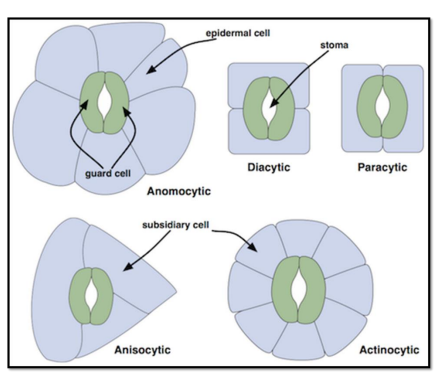 epidermal cell
stoma
guard cell
Anomocytic
Diacytic
Paracytic
subsidiary cell
Anisocytic
Actinocytic